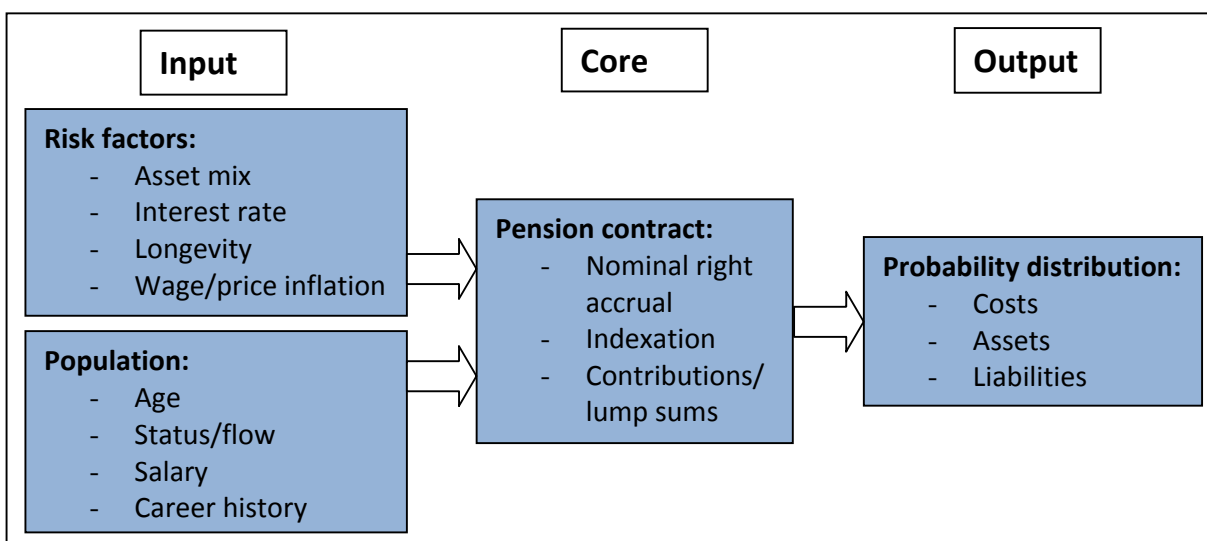 Input
Core
Output
Risk factors:
- Asset mix
- Interest rate
- Longevity
- Wage/price inflation
Population:
- Age
- Status/flow
- Salary
- Career history
Pension contract:
- Nominal right
accrual
- Indexation
- Contributions/
lump sums
Probability distribution:
- Costs
- Assets
- Liabilities